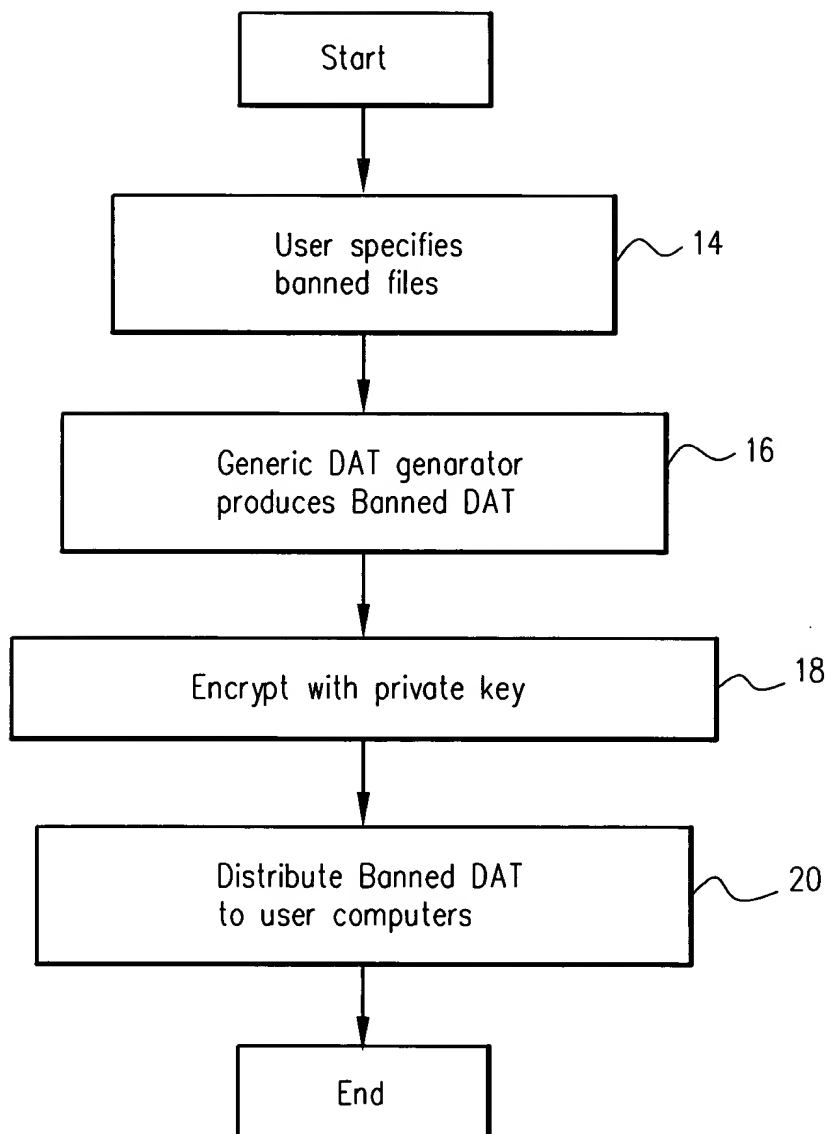 Start
User specifies
banned files
14
Generic DAT genarator
produces Banned DAT
16
Encrypt with private key
18
Distribute Banned DAT
to user computers
20
End